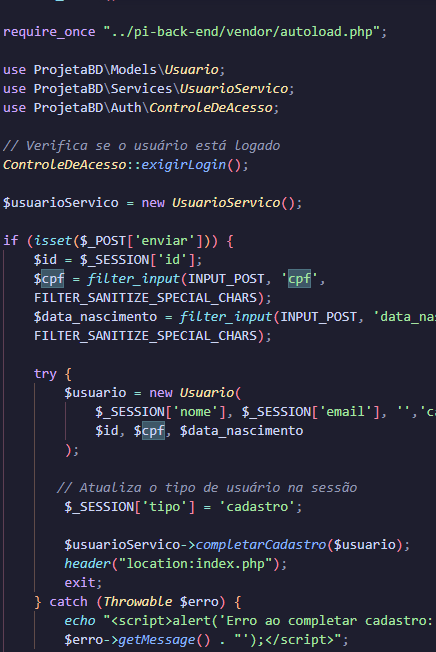 require_once "../pi-back-end/vendor/autoload.php";
use ProjetaBD\Models\Usuario;
use ProjetaBD\Services\UsuarioServico;
use ProjetaBD\Auth\ControleDeAcesso;
// Verifica se o usuário está logado
ControleDeAcesso::exigirLogin();
$usuarioServico = new UsuarioServico();
if (isset($_POST['enviar'])) {
$id = $_SESSION['id'];
$cpf = filter_input(INPUT_POST, 'cpf',
FILTER_SANITIZE_SPECIAL_CHARS);
$data_nascimento = filter_input(INPUT_POST, 'data_nas
FILTER_SANITIZE_SPECIAL_CHARS);
try {
$usuario = new Usuario(
$_SESSION['nome'], $_SESSION['email'], '','ca
$id, $cpf, $data_nascimento
);
// Atualiza o tipo de usuário na sessão
$_SESSION['tipo'] = 'cadastro';
$usuarioServico->completarCadastro($usuario);
header("location:index.php");
exit;
} catch (Throwable $erro) {
echo "<script>alert('Erro ao completar cadastro:
$erro->getMessage() . "');</script>";